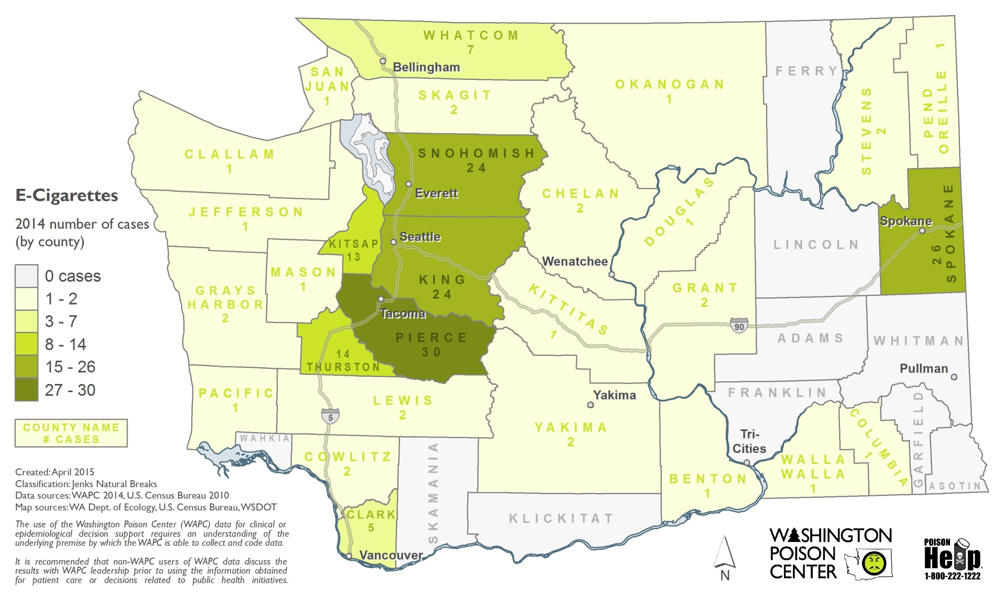 WHATCOM
7
Bellingham
SAN
JUAN
1
SKAGIT
2
OKANOGAN
1
FERRY
STEVENS
2
PEND
OREILLE 1
CLALLAM
1
SNOHOMISH
24
Everett
CHELAN
2
DOUGLAS
1
JEFFERSON
1
KITSAP
13
Seattle
KING
24
Wenatchee
LINCOLN
Spokane
SPOKANE
26
GRAYS
HARBOR
2
MASON
1
Tacoma
PIERCE
30
14
THURSTON
KITTITAS
1
GRANT
2
90
ADAMS
WHITMAN
Pullman
PACIFIC
1
LEWIS
2
5
Yakima
YAKIMA
2
FRANKLIN
Tri-
Cities
GARFIELD
COLUMBIA
1
WALLA
WALLA
1
ASOTIN
WAHKIA
COWLITZ
2
SKAMANIA
BENTON
1
KLICKITAT
CLARK
5
Vancouver
E-Cigarettes
2014 number of cases
(by county)
0 cases
1 - 2
3 - 7
8 - 14
15 - 26
27 - 30
COUNTY NAME
# CASES
Created: April 2015
Classification: Jenks Natural Breaks
Data sources: WAPC 2014, U.S. Census Bureau 2010
Map sources: WA Dept. of Ecology, U.S. Census Bureau, WSDOT
The use of the Washington Poison Center (WAPC) data for clinical or
epidemiological decision support requires an understanding of the
underlying premise by which the WAPC is able to collect and code data.
It is recommended that non-WAPC users of WAPC data discuss the
results with WAPC leadership prior to using the information obtained
for patient care or decisions related to public health initiatives.
N
WASHINGTON
POISON
CENTER
POISON
Help
1-800-222-1222